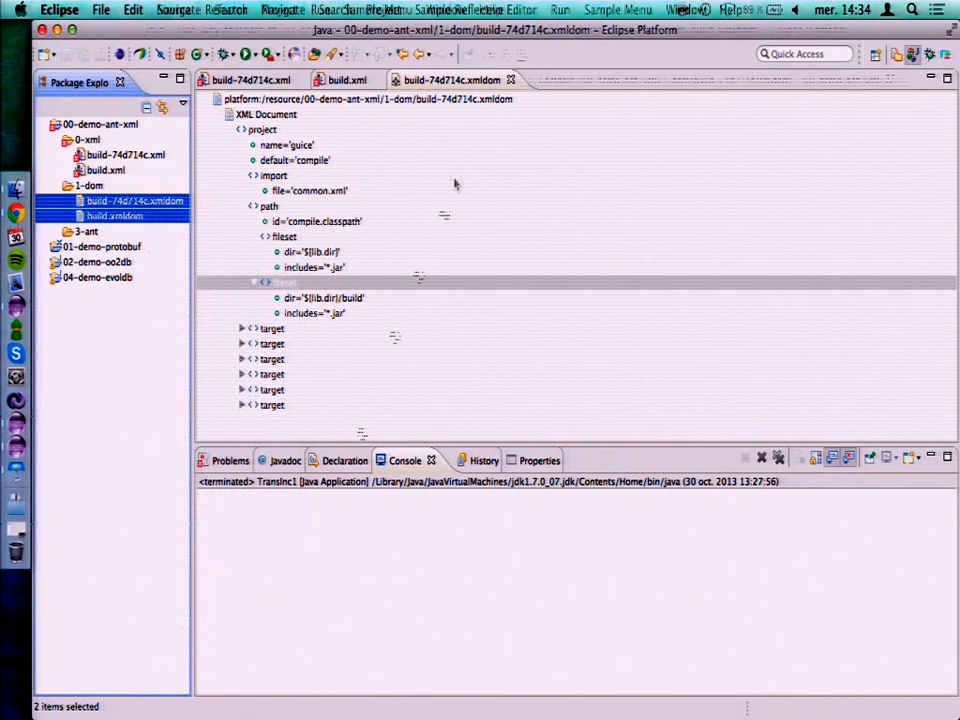 Eclipse File Edit
Run Sample Menu
mer. 14:34
Java - 00-demo-ant-xml/1-dom/build-74d714c.xmldom - Eclipse Platform
Quick Access
Package Explo
build-74d714c.xml
build.xml
build-74d714c.xmldom
platform:/resource/00-demo-ant-xml/1-dom/build-74d714c.xmldom
XML Document
project
name='guice'
default='compile'
import
file='common.xml'
path
id='compile.classpath'
fileset
dir='${lib.dir}'
includes='*.jar'
fileset
dir='${lib.dir}/build'
includes='*.jar'
target
target
target
target
target
target
00-demo-ant-xml
0-xml
build-74d714c.xml
build.xml
1-dom
build-74d714c.xmldom
build.xmldom
3-ant
01-demo-protobuf
02-demo-oo2db
04-demo-evoldb
Problems
Javadoc
Declaration
Console
History
Properties
<terminated> TransInc1 [Java Application] /Library/Java/JavaVirtualMachines/jdk1.7.0_07.jdk/Contents/Home/bin/java (30 oct. 2013 13:27:56)
2 items selected